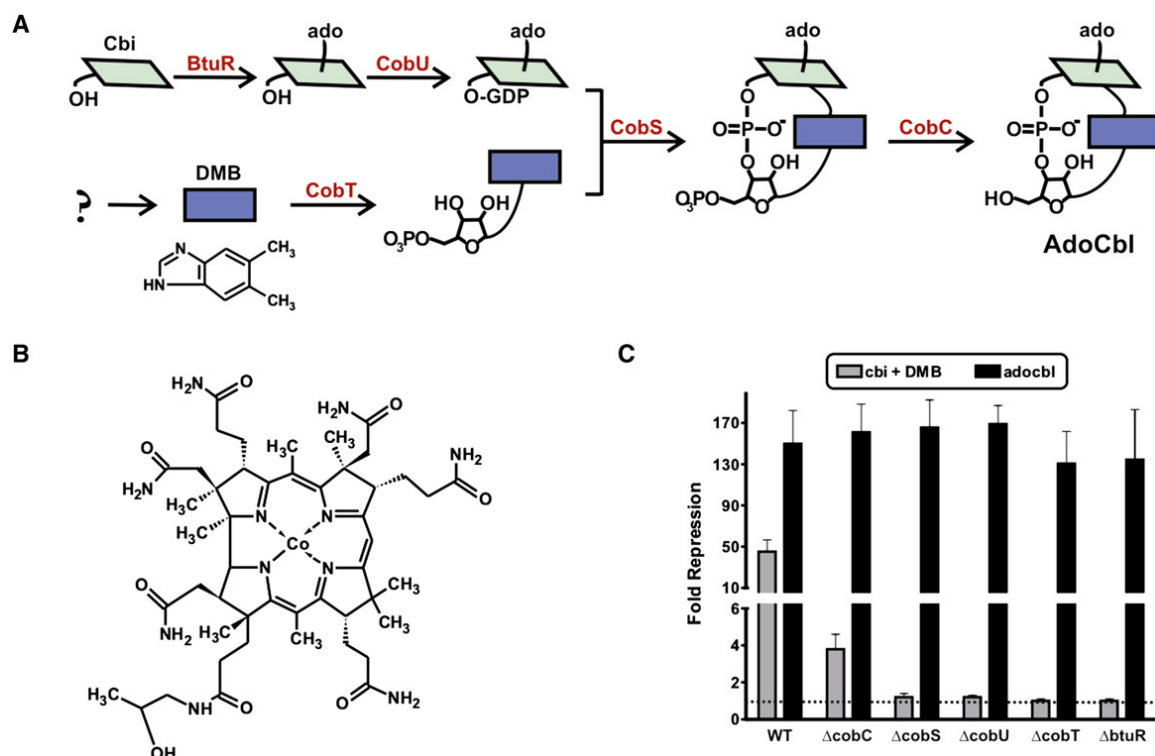 A
Cbi
BtuR
ado
CobU
ado
OH
OH
O-GDP
CobS
ado
O
O=P-O-
O
OH
O3PO
O
CobC
ado
O
O=P-O-
O
OH
HO
O
AdoCbl
?
DMB
CobT
HO OH
O3PO
O
N
HN
CH3
CH3
B
H2N O
H2N O
H3C
CH3
NH2
O
O
H2N
H3C
H3C
N N
Co
N N
O
NH2
H3C
CH3
CH3
CH3
H3C
NH
O
O
NH2
OH
C
cbi + DMB adocbl
Fold Repression
170
130
90
50
10
6
4
2
0
WT ΔcobC ΔcobS ΔcobU ΔcobT ΔbtuR